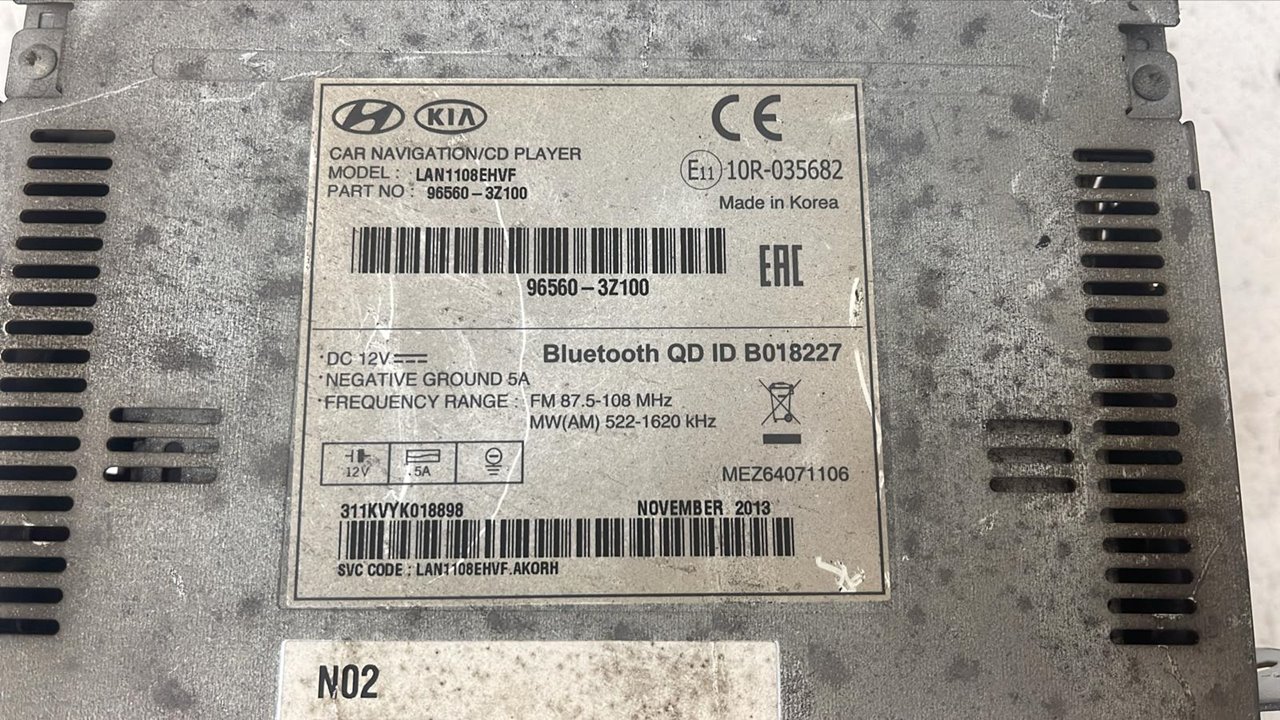 KIA
CE
CAR NAVIGATION/CD PLAYER
MODEL : LAN1108EHVF
PART NO : 96560-3Z100
E11 10R-035682
Made in Korea
96560-3Z100
EAC
DC 12V
Bluetooth QD ID B018227
NEGATIVE GROUND 5A
FREQUENCY RANGE : FM 87.5-108 MHz
MW(AM) 522-1620 kHz
12V 5A
MEZ64071106
311KVYK018898 NOVEMBER 2013
SVC CODE : LAN1108EHVF.AKORH
N02